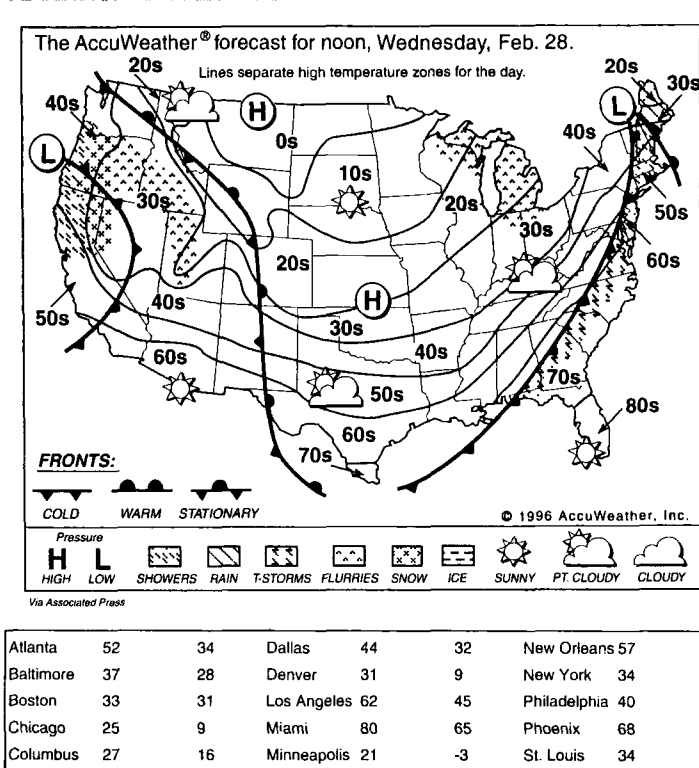 The AccuWeather® forecast for noon, Wednesday, Feb. 28.
Lines separate high temperature zones for the day.
20s
20s
30s
40s
H
L
0s
40s
L
10s
30s
20s
50s
30s
60s
20s
H
40s
50s
30s
60s
40s
70s
50s
80s
60s
70s
FRONTS:
COLD WARM STATIONARY
© 1996 AccuWeather, Inc.
Pressure
H L
HIGH LOW SHOWERS RAIN T-STORMS FLURRIES SNOW ICE SUNNY PT. CLOUDY CLOUDY
Via Associated Press
Atlanta 52 34 Dallas 44 32 New Orleans 57
Baltimore 37 28 Denver 31 9 New York 34
Boston 33 31 Los Angeles 62 45 Philadelphia 40
Chicago 25 9 Miami 80 65 Phoenix 68
Columbus 27 16 Minneapolis 21 -3 St. Louis 34